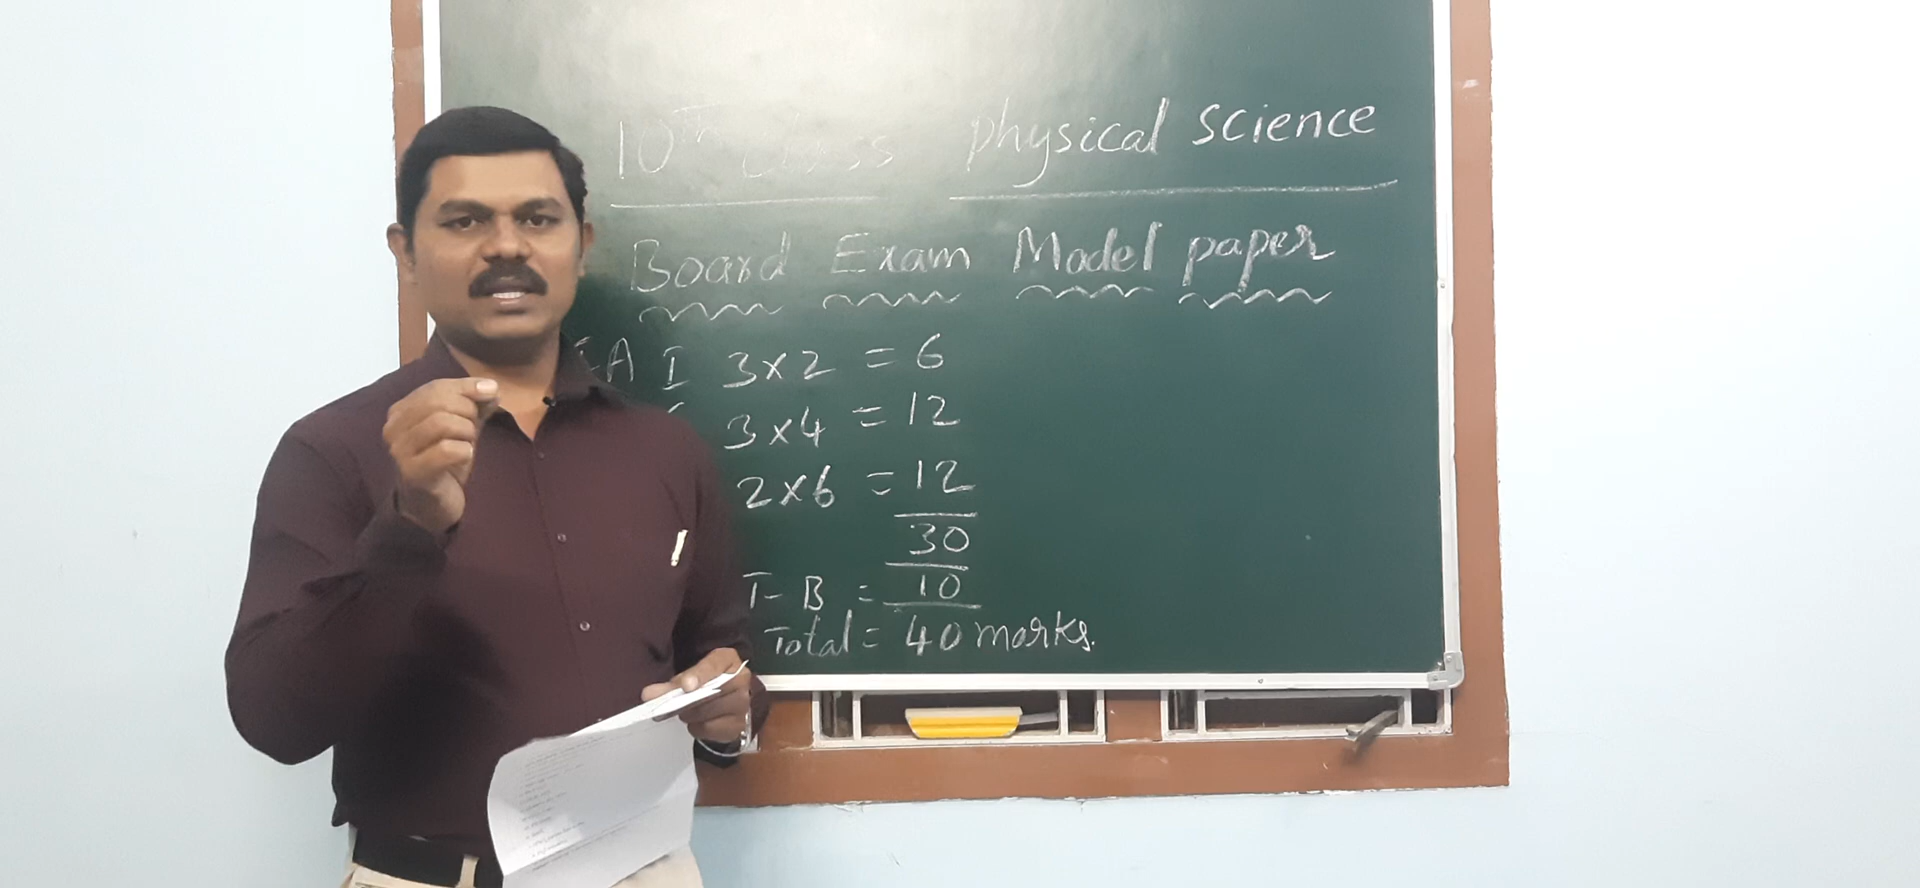 10th class physical science
Board Exam Model paper
A I 3x2 = 6
3x4 = 12
2x6 = 12
30
T-B = 10
Total = 40 marks.